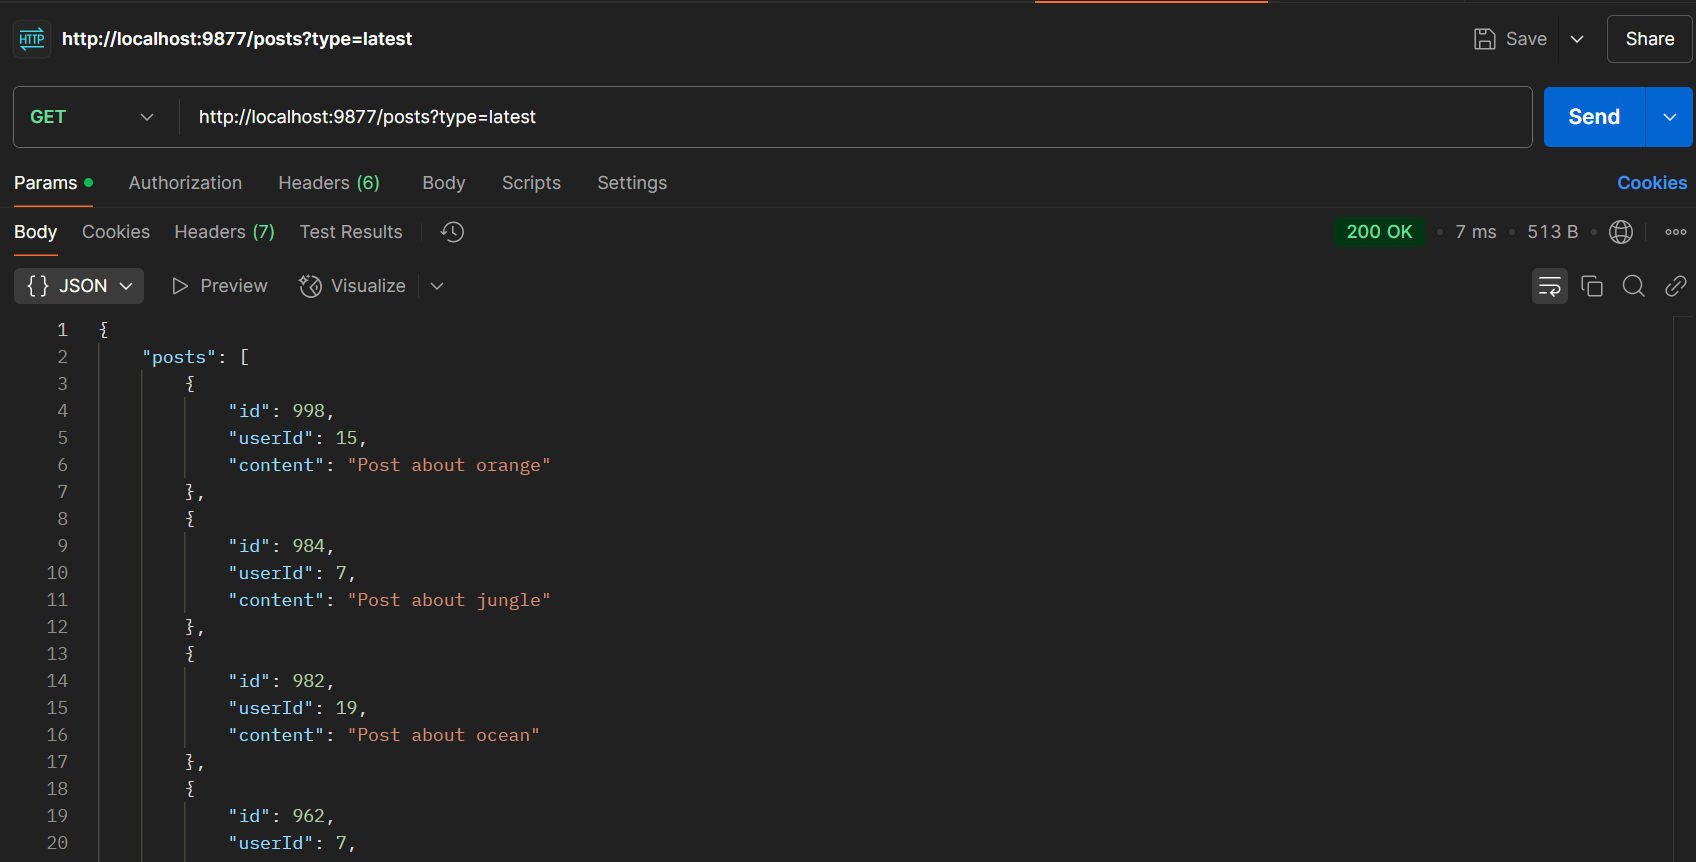 HTTP http://localhost:9877/posts?type=latest Save Share
GET http://localhost:9877/posts?type=latest Send
Params Authorization Headers (6) Body Scripts Settings Cookies
Body Cookies Headers (7) Test Results 200 OK • 7 ms • 513 B •
{} JSON Preview Visualize
1 {
2 "posts": [
3 {
4 "id": 998,
5 "userId": 15,
6 "content": "Post about orange"
7 },
8 {
9 "id": 984,
10 "userId": 7,
11 "content": "Post about jungle"
12 },
13 {
14 "id": 982,
15 "userId": 19,
16 "content": "Post about ocean"
17 },
18 {
19 "id": 962,
20 "userId": 7,